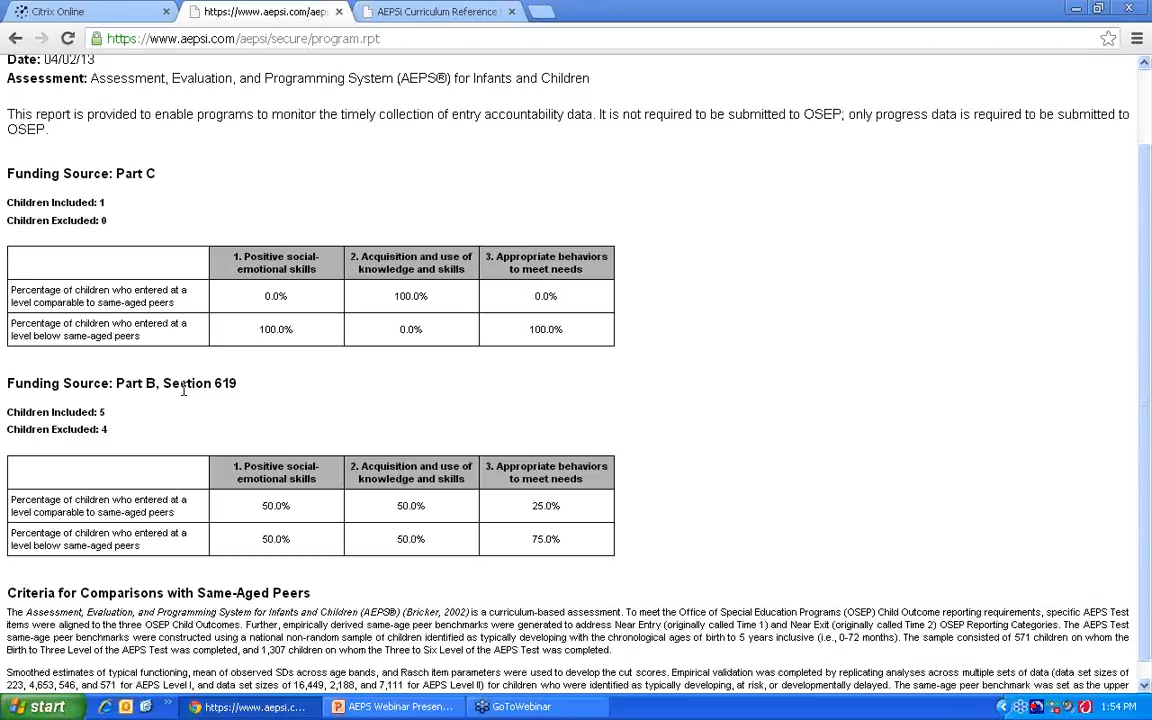 Citrix Online
https://www.aepsi.com/aep
AEPSi Curriculum Reference
https://www.aepsi.com/aepsi/secure/program.rpt
Date: 04/02/13
Assessment: Assessment, Evaluation, and Programming System (AEPS®) for Infants and Children
This report is provided to enable programs to monitor the timely collection of entry accountability data. It is not required to be submitted to OSEP; only progress data is required to be submitted to
OSEP.
Funding Source: Part C
Children Included: 1
Children Excluded: 0
1. Positive social-
emotional skills
2. Acquisition and use of
knowledge and skills
3. Appropriate behaviors
to meet needs
Percentage of children who entered at a
level comparable to same-aged peers
0.0%
100.0%
0.0%
Percentage of children who entered at a
level below same-aged peers
100.0%
0.0%
100.0%
Funding Source: Part B, Section 619
Children Included: 5
Children Excluded: 4
1. Positive social-
emotional skills
2. Acquisition and use of
knowledge and skills
3. Appropriate behaviors
to meet needs
Percentage of children who entered at a
level comparable to same-aged peers
50.0%
50.0%
25.0%
Percentage of children who entered at a
level below same-aged peers
50.0%
50.0%
75.0%
Criteria for Comparisons with Same-Aged Peers
The Assessment, Evaluation, and Programming System for Infants and Children (AEPS®) (Bricker, 2002) is a curriculum-based assessment. To meet the Office of Special Education Programs (OSEP) Child Outcome reporting requirements, specific AEPS Test
items were aligned to the three OSEP Child Outcomes. Further, empirically derived same-age peer benchmarks were generated to address Near Entry (originally called Time 1) and Near Exit (originally called Time 2) OSEP Reporting Categories. The AEPS Test
same-age peer benchmarks were constructed using a national non-random sample of children identified as typically developing with the chronological ages of birth to 5 years inclusive (i.e., 0-72 months). The sample consisted of 571 children on whom the
Birth to Three Level of the AEPS Test was completed, and 1,307 children on whom the Three to Six Level of the AEPS Test was completed.
Smoothed estimates of typical functioning, mean of observed SDs across age bands, and Rasch item parameters were used to develop the cut scores. Empirical validation was completed by replicating analyses across multiple sets of data (data set sizes of
223, 4,653, 546, and 571 for AEPS Level I, and data set sizes of 16,449, 2,188, and 7,111 for AEPS Level II) for children who were identified as typically developing, at risk, or developmentally delayed. The same-age peer benchmark was set as the upper
start
https://www.aepsi.c...
AEPS Webinar Presen...
GoToWebinar
1:54 PM